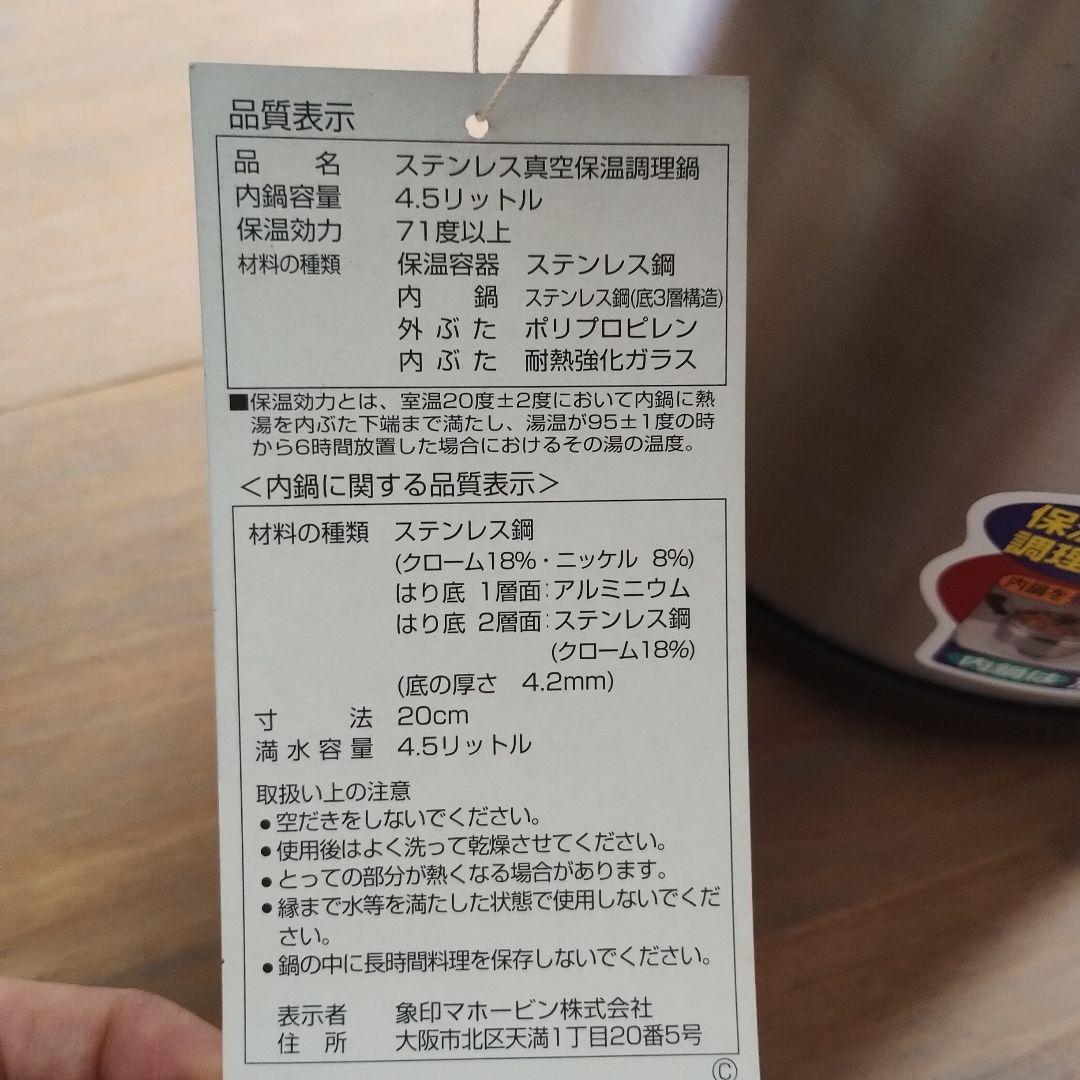 品質表示
品名 ステンレス真空保温調理鍋
内鍋容量 4.5リットル
保温効力 71度以上
材料の種類 保温容器 ステンレス鋼
内鍋 ステンレス鋼(底3層構造)
外ぶた ポリプロピレン
内ぶた 耐熱強化ガラス
■保温効力とは、室温20度±2度において内鍋に熱
湯を内ぶた下端まで満たし、湯温が95±1度の時
から6時間放置した場合におけるその湯の温度。
＜内鍋に関する品質表示＞
材料の種類 ステンレス鋼
(クローム18%・ニッケル 8%)
はり底 1層面:アルミニウム
はり底 2層面:ステンレス鋼
(クローム18%)
(底の厚さ 4.2mm)
寸法 20cm
満水容量 4.5リットル
取扱い上の注意
●空だきをしないでください。
●使用後はよく洗って乾燥させてください。
●とっての部分が熱くなる場合があります。
●縁まで水等を満たした状態で使用しないでくだ
さい。
●鍋の中に長時間料理を保存しないでください。
表示者 象印マホービン株式会社
住所 大阪市北区天満1丁目20番5号
Ⓒ
保
調理
内鍋を
内鍋は